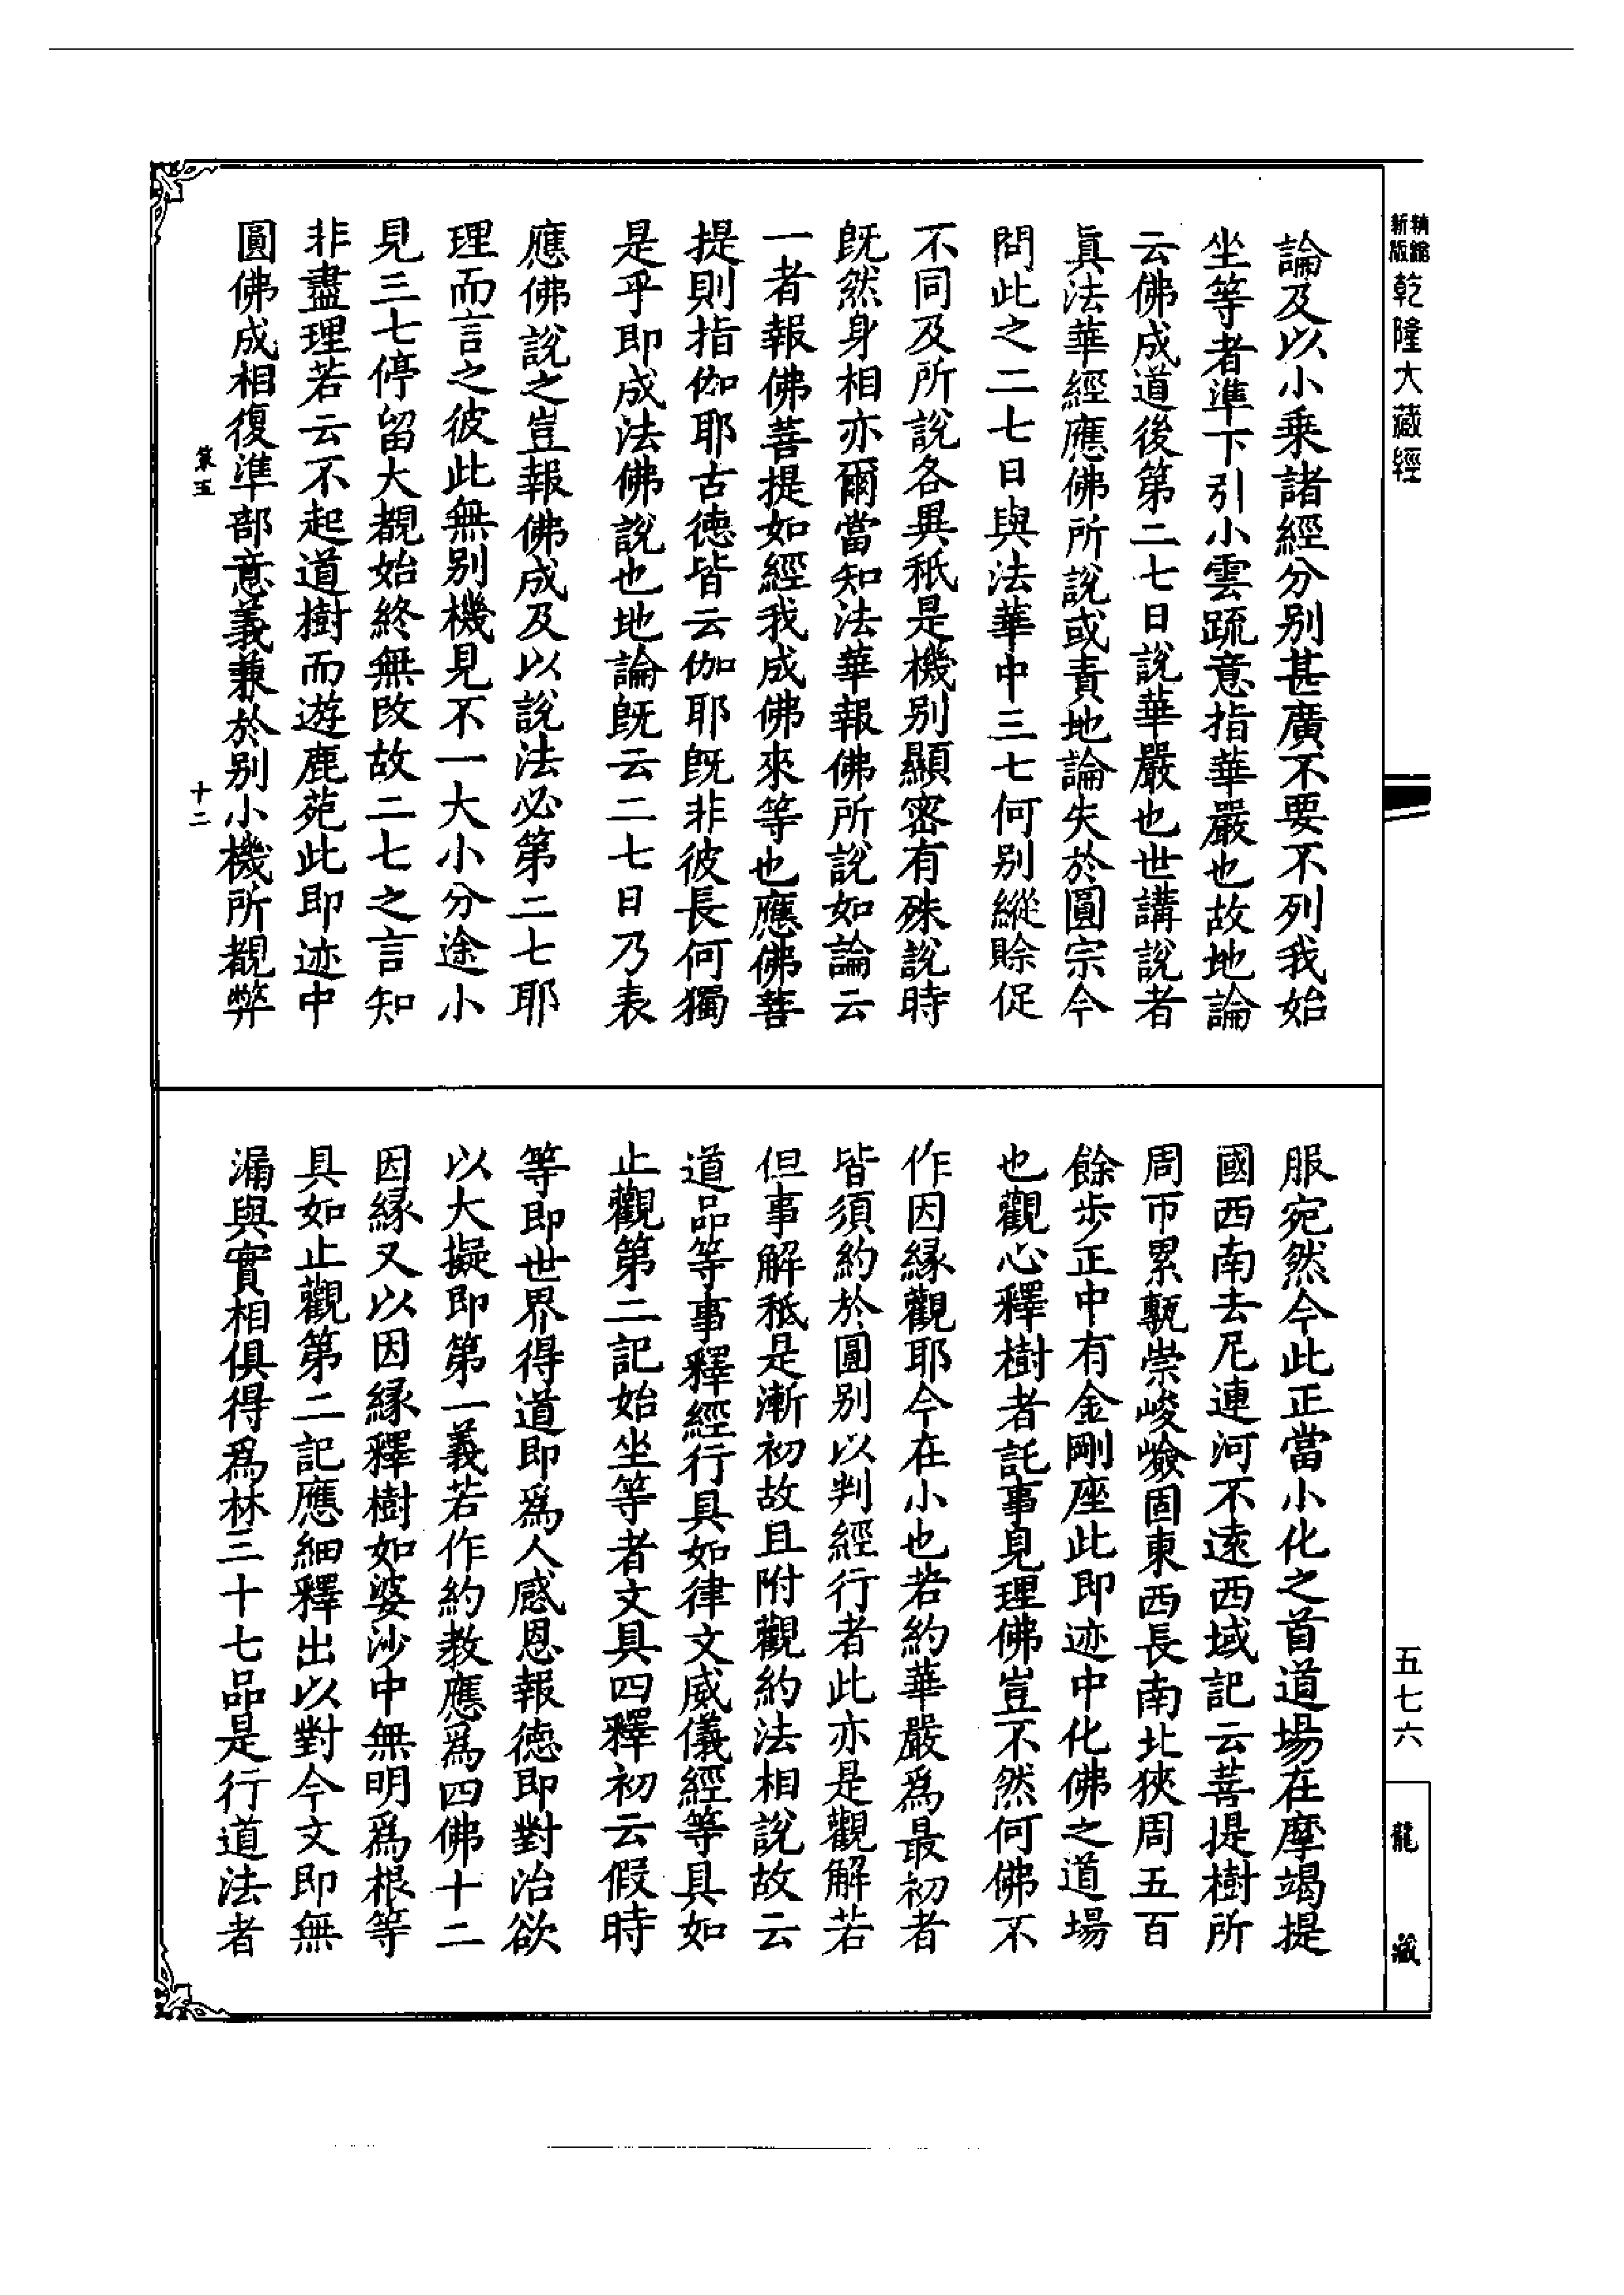 精縮
新版
乾隆大藏經
論及以小乗諸經分别甚廣不要不列我始
坐等者準下引小雲疏意指華嚴也故地論
云佛成道後第二七日說華嚴也世講說者
眞法華經應佛所說或責地論失於圓宗今
問此之二七日與法華中三七何别縱賒促
不同及所說各異秖是機别顯密有殊說時
旣然身相亦爾當知法華報佛所說如論云
一者報佛菩提如經我成佛來等也應佛菩
提則指伽耶古德皆云伽耶旣非彼長何獨
是乎即成法佛說也地論旣云二七日乃表
應佛說之豈報佛成及以說法必第二七耶
理而言之彼此無别機見不一大小分途小
見三七停留大覩始終無改故二七之言知
非盡理若云不起道樹而遊鹿苑此即迹中
圓佛成相復準部意義兼於别小機所覩弊
策五
十二
服宛然今此正當小化之首道場在摩竭提
國西南去尼連河不遠西域記云菩提樹所
周帀累甎崇峻嶮固東西長南北狹周五百
餘步正中有金剛座此即迹中化佛之道場
也觀心釋樹者託事見理佛豈不然何佛不
作因緣觀耶今在小也若約華嚴爲最初者
皆須約於圓别以判經行者此亦是觀解若
但事解秖是漸初故且附觀約法相說故云
道品等事釋經行具如律文威儀經等具如
止觀第二記始坐等者文具四釋初云假時
等即世界得道即爲人感恩報德即對治欲
以大擬即第一義若作約教應爲四佛十二
因緣又以因緣釋樹如婆沙中無明爲根等
具如止觀第二記應細釋出以對今文即無
漏與實相俱得爲林三十七品是行道法者
五七六
龍藏